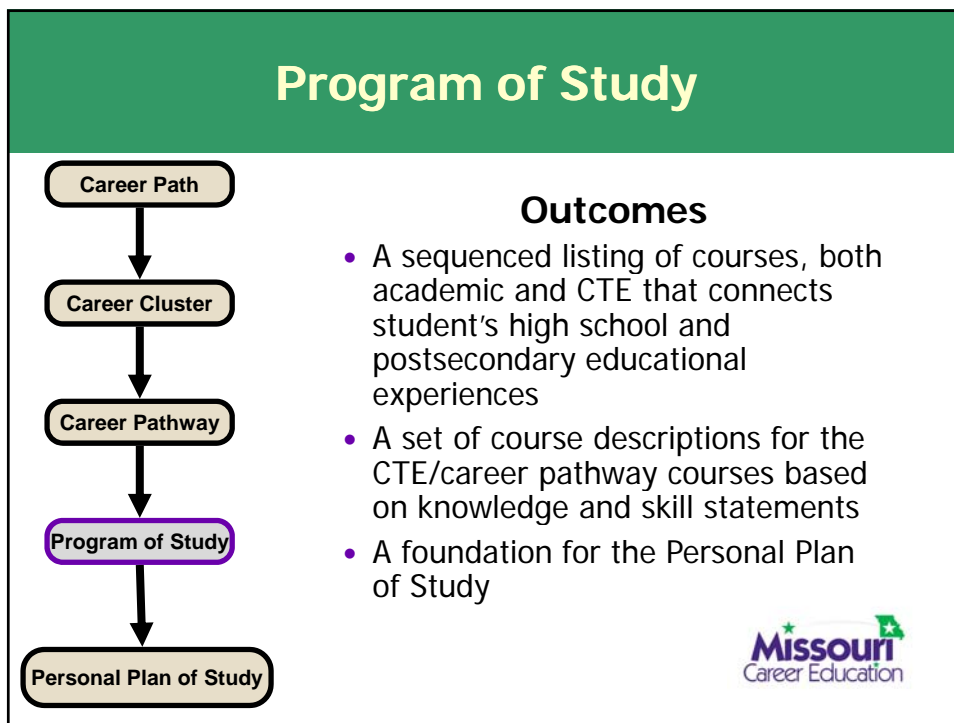 Program of Study
Career Path
Career Cluster
Career Pathway
Program of Study
Personal Plan of Study
Outcomes
• A sequenced listing of courses, both
academic and CTE that connects
student's high school and
postsecondary educational
experiences
• A set of course descriptions for the
CTE/career pathway courses based
on knowledge and skill statements
• A foundation for the Personal Plan
of Study
Missouri
Career Education